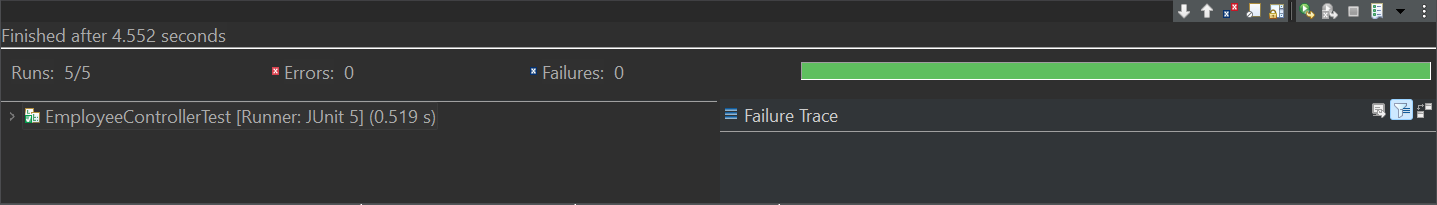 Finished after 4.552 seconds
Runs: 5/5 Errors: 0 Failures: 0
EmployeeControllerTest [Runner: JUnit 5] (0.519 s)
Failure Trace